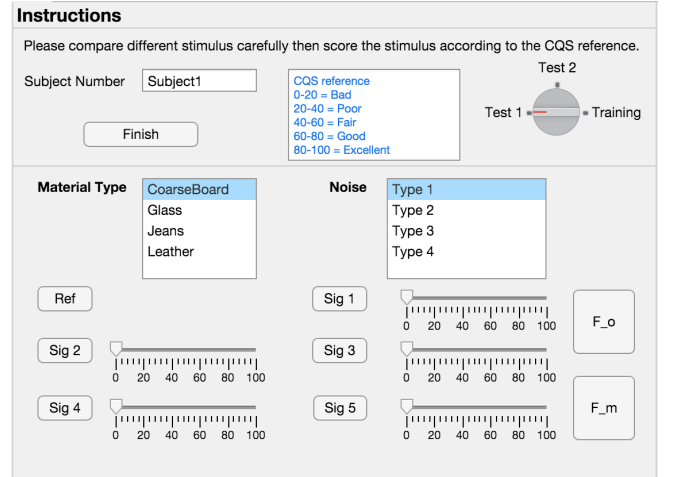 Instructions
Please compare different stimulus carefully then score the stimulus according to the CQS reference.
Subject Number Subject1
Finish
CQS reference
0-20 = Bad
20-40 = Poor
40-60 = Fair
60-80 = Good
80-100 = Excellent
Test 2
Test 1 Training
Material Type
CoarseBoard
Glass
Jeans
Leather
Noise
Type 1
Type 2
Type 3
Type 4
Ref
Sig 1
0 20 40 60 80 100
F_o
Sig 2
0 20 40 60 80 100
Sig 3
0 20 40 60 80 100
Sig 4
0 20 40 60 80 100
Sig 5
0 20 40 60 80 100
F_m